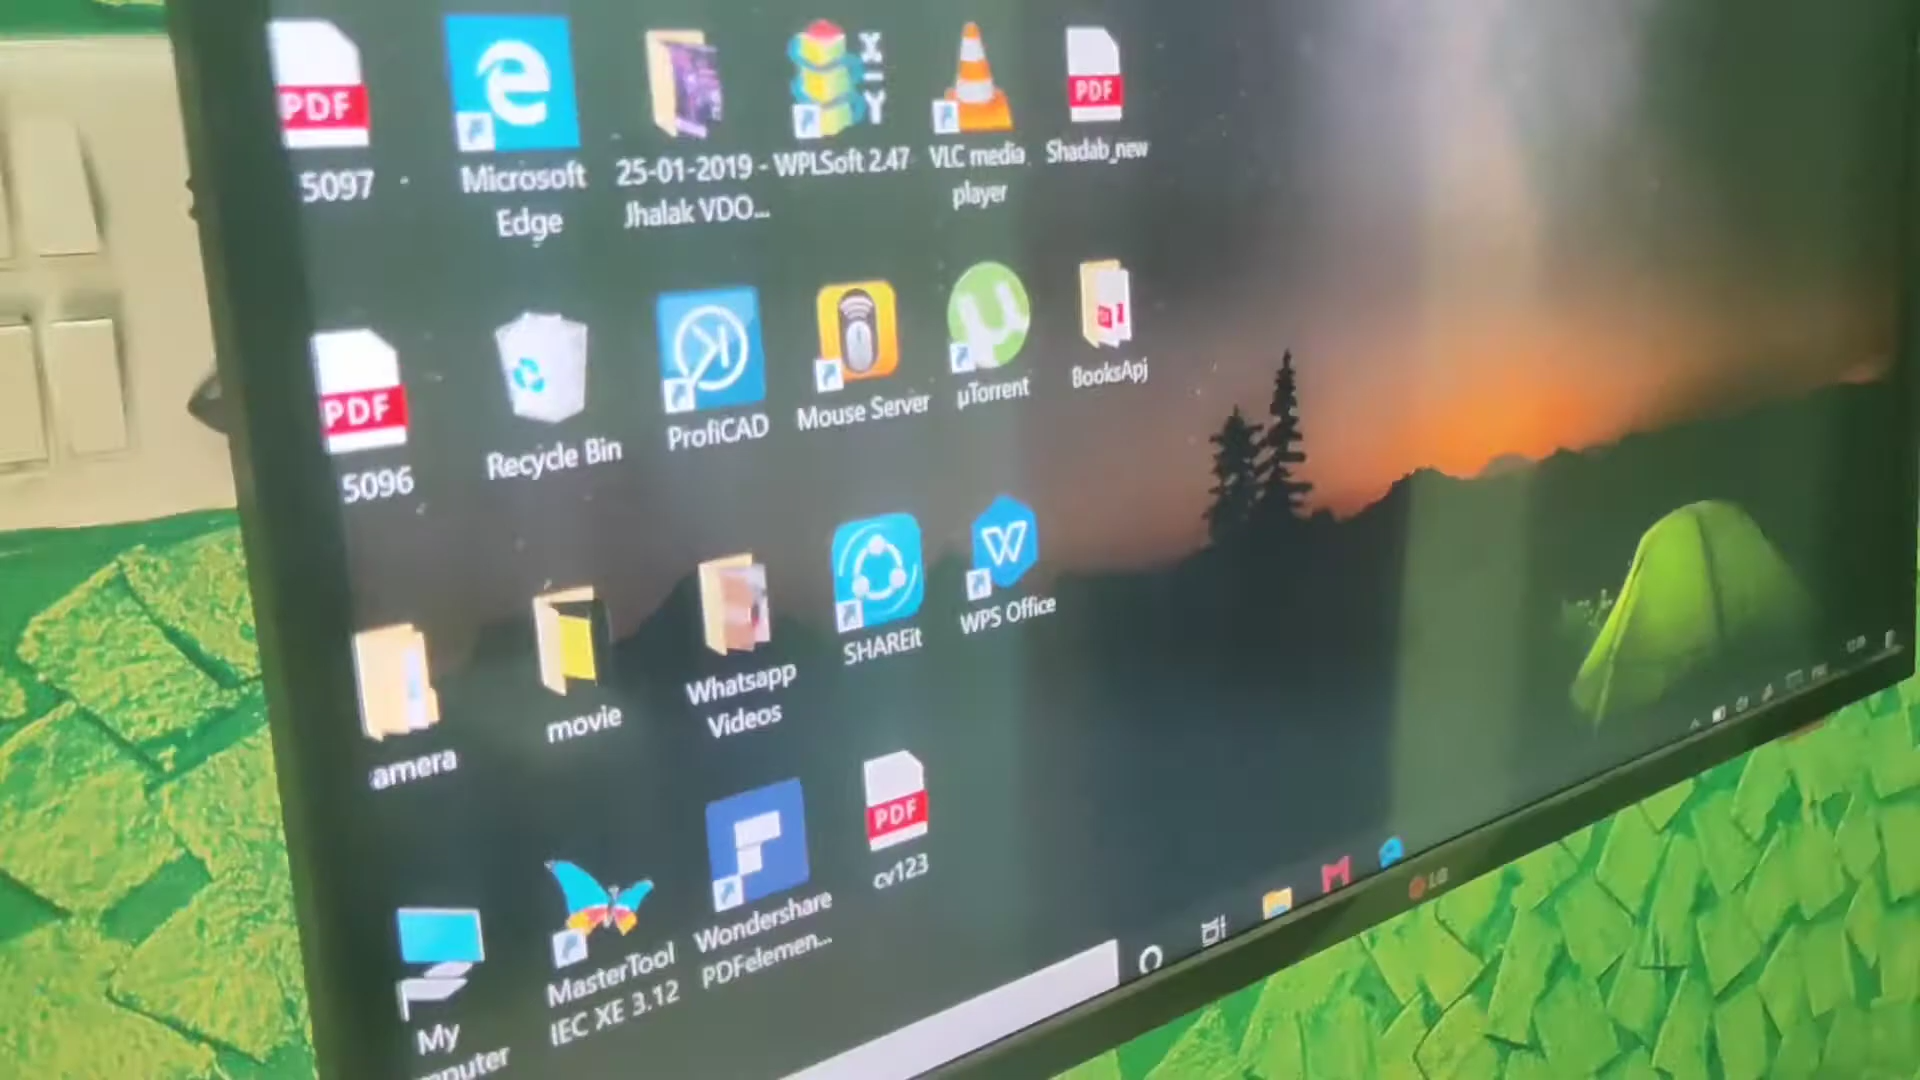 PDF
5097
Microsoft
Edge
25-01-2019 -
Jhalak VDO...
X
Y
WPLSoft 2.47
VLC media
player
PDF
Shadab_new
PDF
5096
Recycle Bin
ProfiCAD
Mouse Server
µTorrent
BooksApj
amera
movie
Whatsapp
Videos
SHAREit
W
WPS Office
My
mputer
MasterTool
IEC XE 3.12
Wondershare
PDFelemen...
PDF
cv123
LG